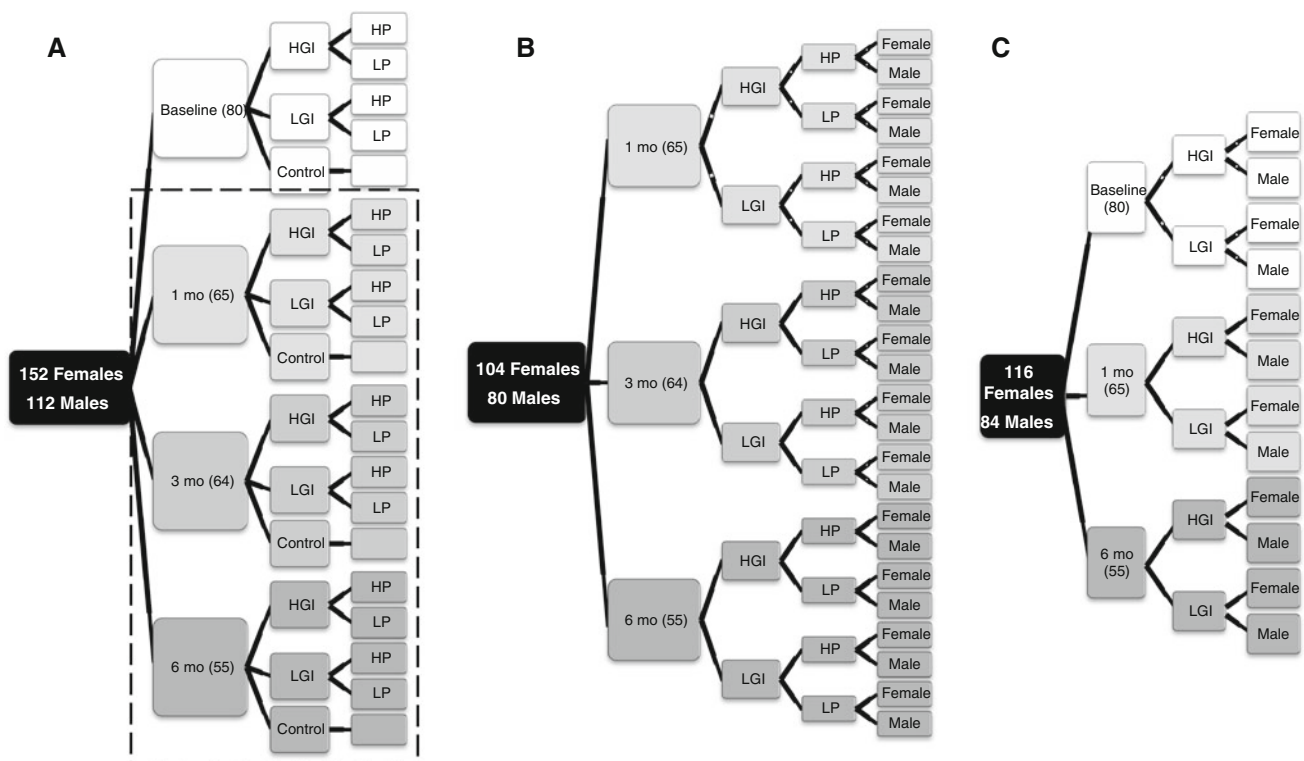 A
Baseline (80)
HGI
HP
LP
LGI
HP
LP
Control
1 mo (65)
HGI
HP
LP
LGI
HP
LP
Control
152 Females
112 Males
3 mo (64)
HGI
HP
LP
LGI
HP
LP
Control
6 mo (55)
HGI
HP
LP
LGI
HP
LP
Control
B
104 Females
80 Males
1 mo (65)
HGI
HP
Female
Male
LP
Female
Male
LGI
HP
Female
Male
LP
Female
Male
3 mo (64)
HGI
HP
Female
Male
LP
Female
Male
LGI
HP
Female
Male
LP
Female
Male
6 mo (55)
HGI
HP
Female
Male
LP
Female
Male
LGI
HP
Female
Male
LP
Female
Male
C
116
Females
84 Males
Baseline
(80)
HGI
Female
Male
LGI
Female
Male
1 mo
(65)
HGI
Female
Male
LGI
Female
Male
6 mo
(55)
HGI
Female
Male
LGI
Female
Male